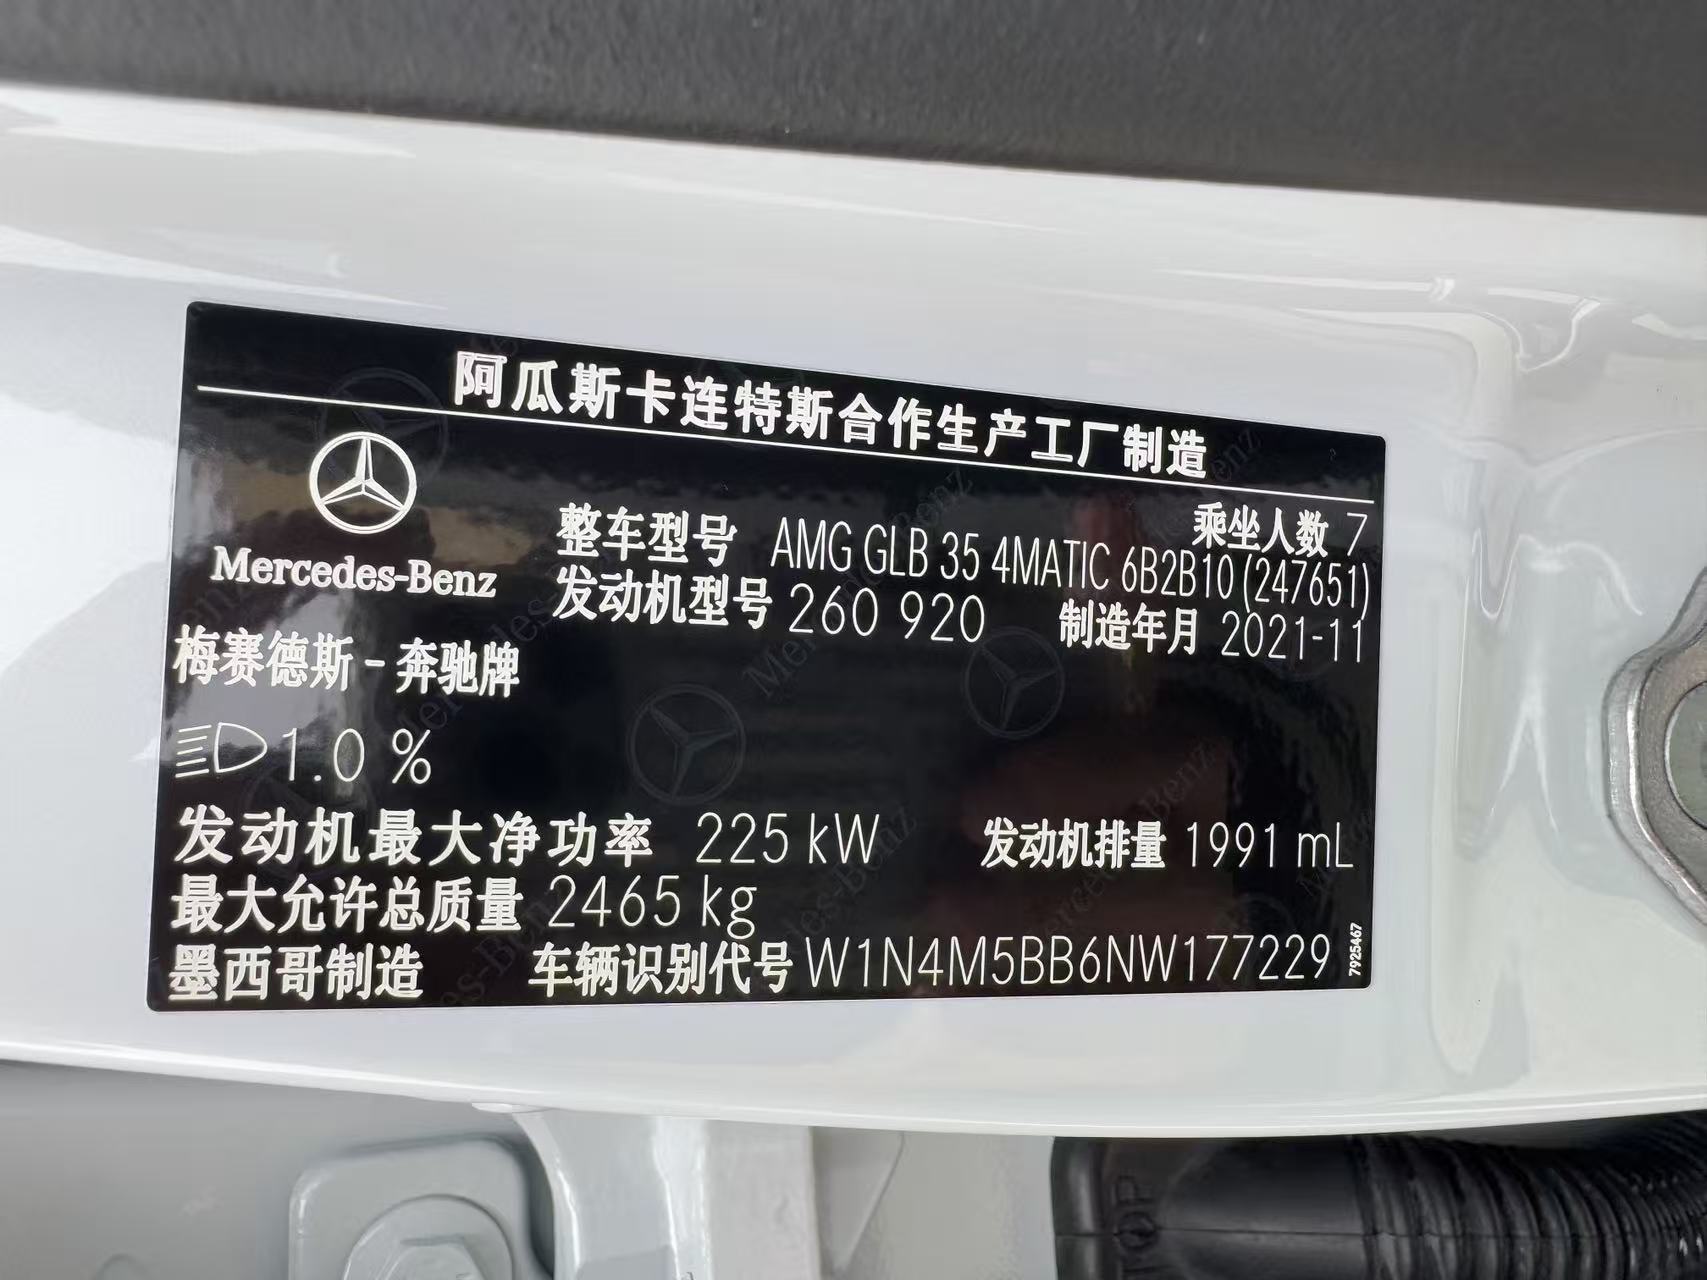 阿瓜斯卡连特斯合作生产工厂制造
Mercedes-Benz
乘坐人数 7
整车型号 AMG GLB 35 4MATIC 6B2B10 (247651)
发动机型号 260 920 制造年月 2021-11
梅赛德斯-奔驰牌
1.0 %
发动机最大净功率 225 kW 发动机排量 1991 mL
最大允许总质量 2465 kg
墨西哥制造 车辆识别代号 W1N4M5BB6NW177229
7925467
TOP